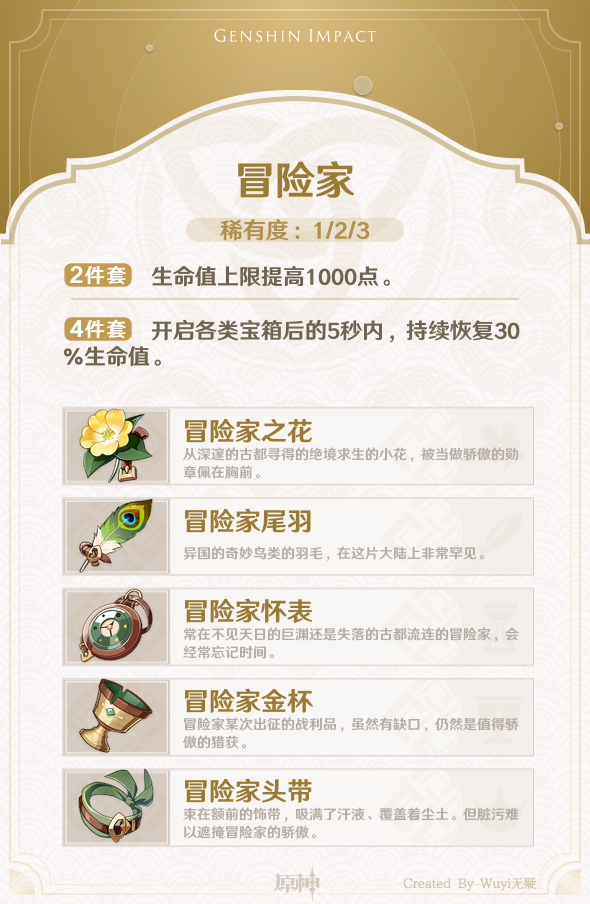 GENSHIN IMPACT
冒险家
稀有度：1/2/3
2件套 生命值上限提高1000点。
4件套 开启各类宝箱后的5秒内，持续恢复30
%生命值。
冒险家之花
从深邃的古都寻得的绝境求生的小花，被当做骄傲的勋
章佩在胸前。
冒险家尾羽
异国的奇妙鸟类的羽毛，在这片大陆上非常罕见。
冒险家怀表
常在不见天日的巨渊还是失落的古都流连的冒险家，会
经常忘记时间。
冒险家金杯
冒险家某次出征的战利品，虽然有缺口，仍然是值得骄
傲的猎获。
冒险家头带
束在额前的饰带，吸满了汗液、覆盖着尘土。但脏污难
以遮掩冒险家的骄傲。
原神
Created By Wuyi无疑